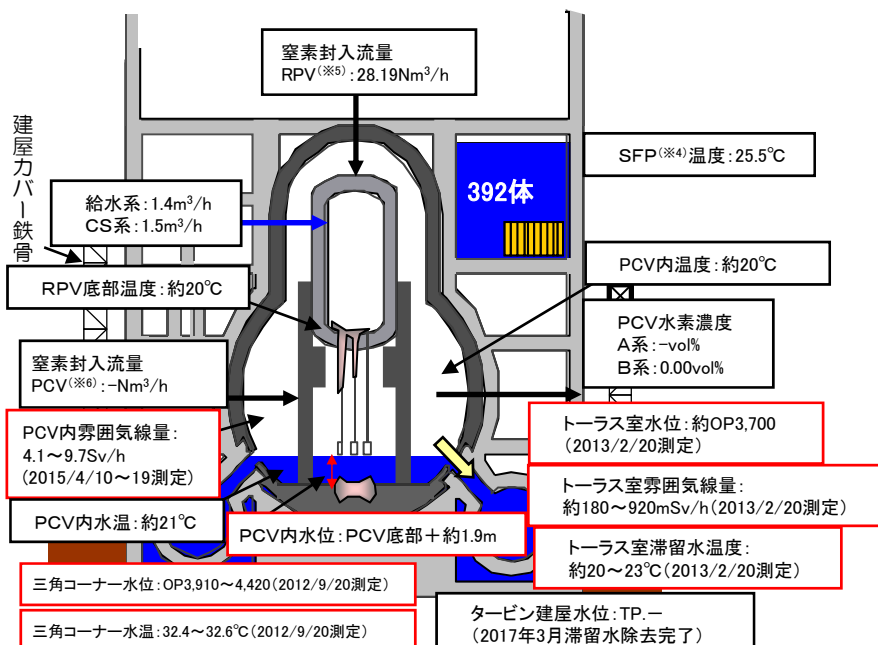 窒素封入流量
RPV(※5):28.19Nm³/h
建屋カバー鉄骨
SFP(※4)温度:25.5℃
392体
給水系:1.4m³/h
CS系:1.5m³/h
PCV内温度:約20℃
RPV底部温度:約20℃
PCV水素濃度
A系:-vol%
B系:0.00vol%
窒素封入流量
PCV(※6):-Nm³/h
PCV内雰囲気線量:
4.1~9.7Sv/h
(2015/4/10~19測定)
トーラス室水位:約OP3,700
(2013/2/20測定)
トーラス室雰囲気線量:
約180~920mSv/h(2013/2/20測定)
PCV内水温:約21℃
PCV内水位:PCV底部+約1.9m
トーラス室滞留水温度:
約20~23℃(2013/2/20測定)
三角コーナー水位:OP3,910~4,420(2012/9/20測定)
三角コーナー水温:32.4~32.6℃(2012/9/20測定)
タービン建屋水位:TP.-
(2017年3月滞留水除去完了)